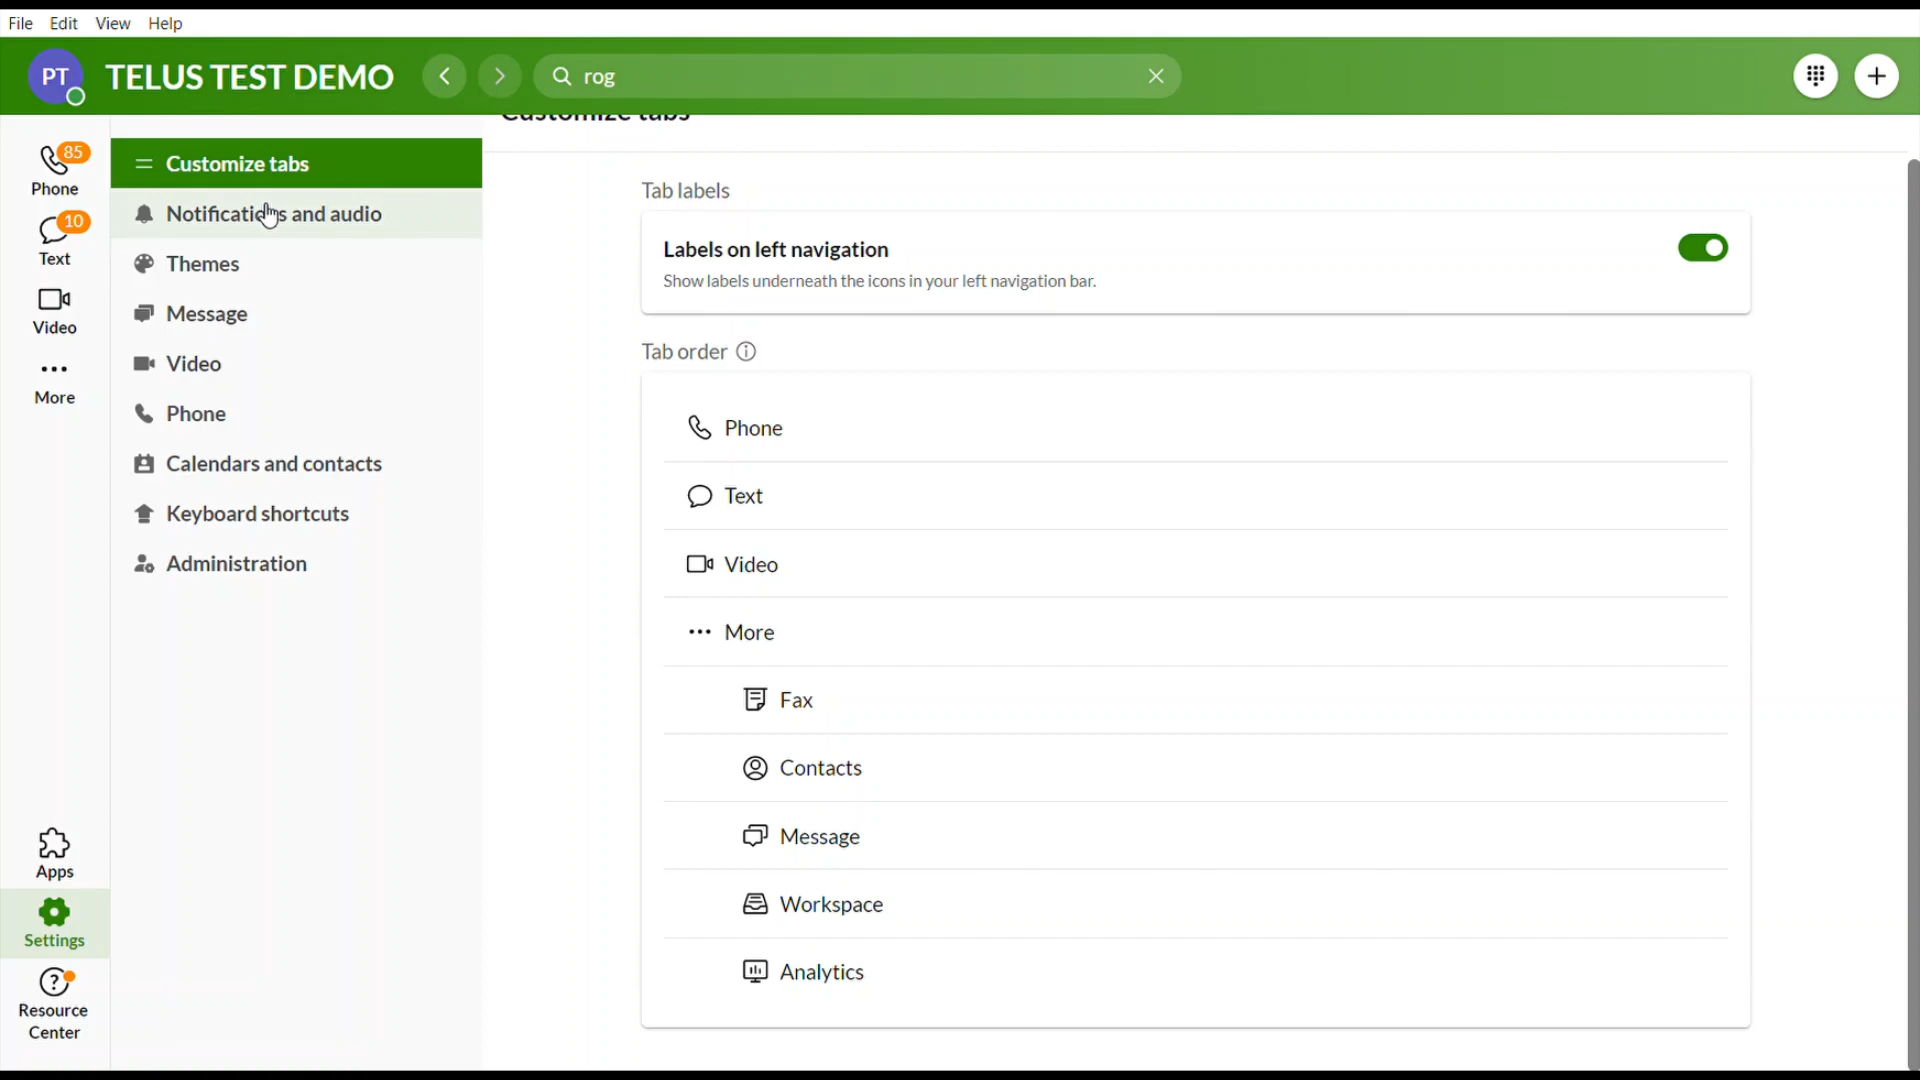 File Edit View Help
PT TELUS TEST DEMO rog
Customize tabs
85
Phone
10
Text
Video
More
Apps
Settings
Resource
Center
Customize tabs
Notifications and audio
Themes
Message
Video
Phone
Calendars and contacts
Keyboard shortcuts
Administration
Tab labels
Labels on left navigation
Show labels underneath the icons in your left navigation bar.
Tab order
Phone
Text
Video
More
Fax
Contacts
Message
Workspace
Analytics